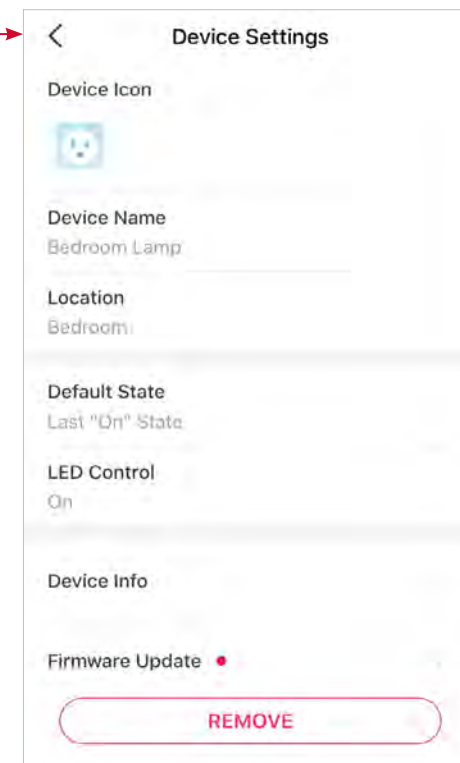 Device Settings
Device Icon
Device Name
Bedroom Lamp
Location
Bedroom
Default State
Last "On" State
LED Control
On
Device Info
Firmware Update
REMOVE